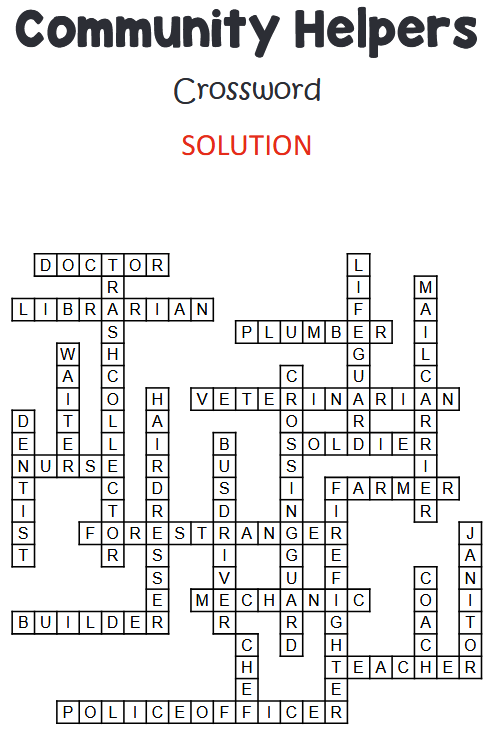 Community Helpers
Crossword
SOLUTION
DOCTOR
TRASHCOLLECTOR
LIFEGUARD
MAILCARRIER
LIBRARIAN
PLUMBER
WAITER
CROSSINGGUARD
HAIRDRESSER
VETERINARIAN
DENTIST
BUSDRIVER
SOLDIER
NURSE
FARMER
FIREFIGHTER
FORESTRANGER
JANITOR
COACH
MECHANIC
BUILDER
CHEF
TEACHER
POLICEOFFICER